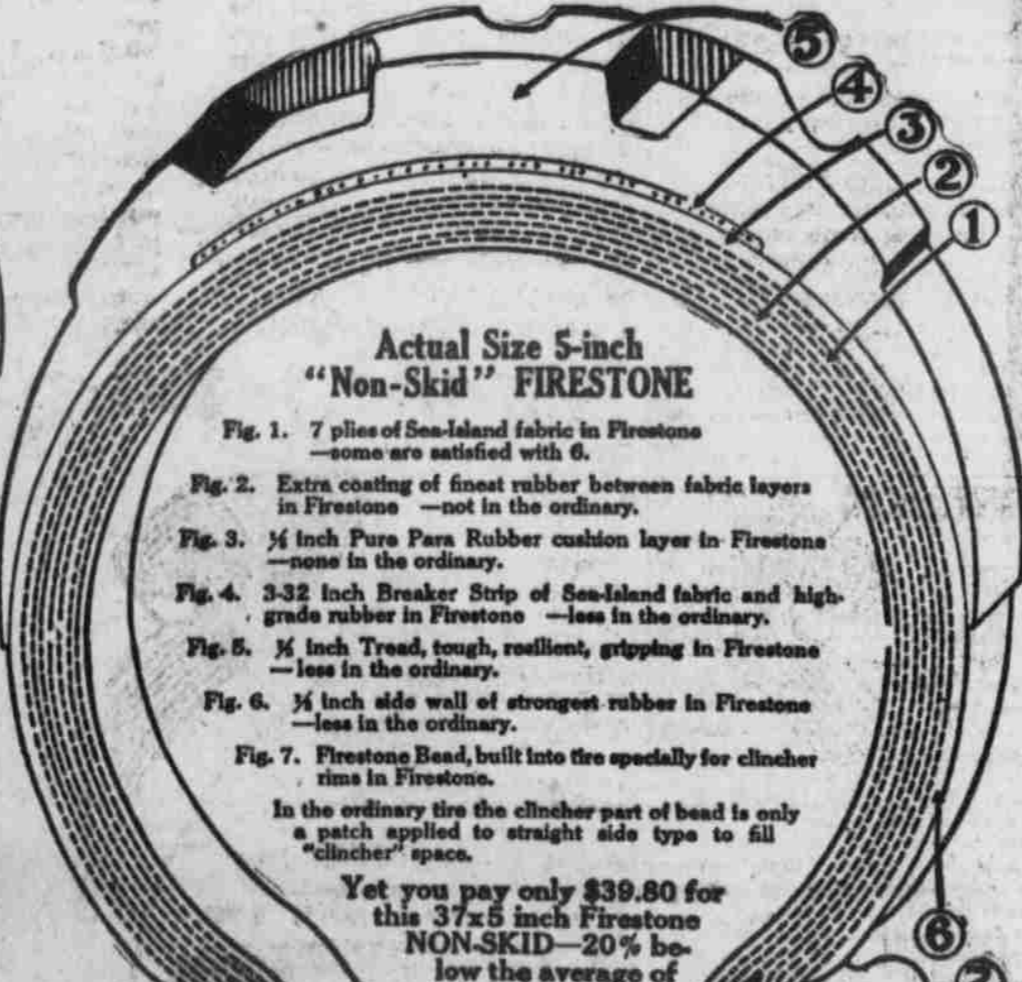 5
4
3
2
1
Actual Size 5-inch
"Non-Skid" FIRESTONE
Fig. 1. 7 plies of Sea-Island fabric in Firestone
—some are satisfied with 6.
Fig. 2. Extra coating of finest rubber between fabric layers
in Firestone —not in the ordinary.
Fig. 3. inch Pure Para Rubber cushion layer in Firestone
—none in the ordinary.
Fig. 4. 3-32 inch Breaker Strip of Sea-Island fabric and high-
grade rubber in Firestone —less in the ordinary.
Fig. 5. inch Tread, tough, resilient, gripping in Firestone
—less in the ordinary.
Fig. 6. inch side wall of strongest rubber in Firestone
—less in the ordinary.
Fig. 7. Firestone Bead, built into tire specially for clincher
rims in Firestone.
In the ordinary tire the clincher part of bead is only
a patch applied to straight side type to fill
"clincher" space.
Yet you pay only $39.80 for
this 37x5 inch Firestone
NON-SKID—20% be-
low the average of
6
7